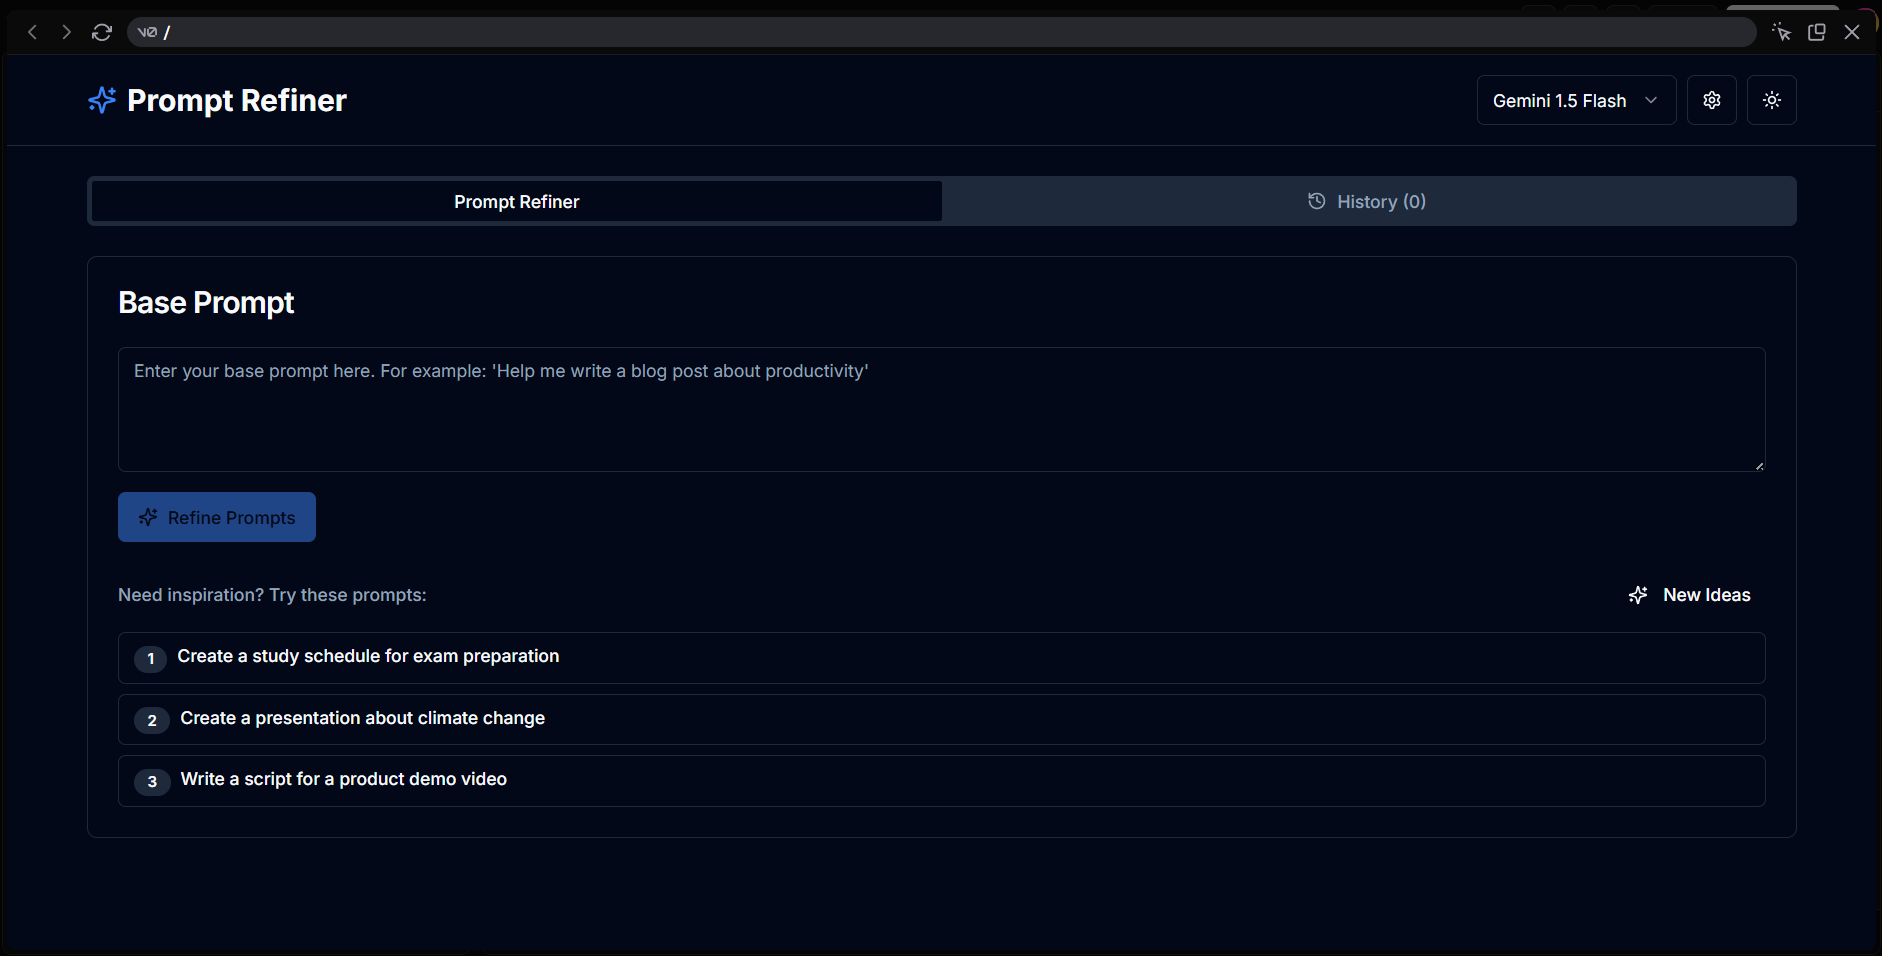 v0 /
Prompt Refiner
Gemini 1.5 Flash
Prompt Refiner
History (0)
Base Prompt
Enter your base prompt here. For example: 'Help me write a blog post about productivity'
Refine Prompts
Need inspiration? Try these prompts:
New Ideas
1 Create a study schedule for exam preparation
2 Create a presentation about climate change
3 Write a script for a product demo video